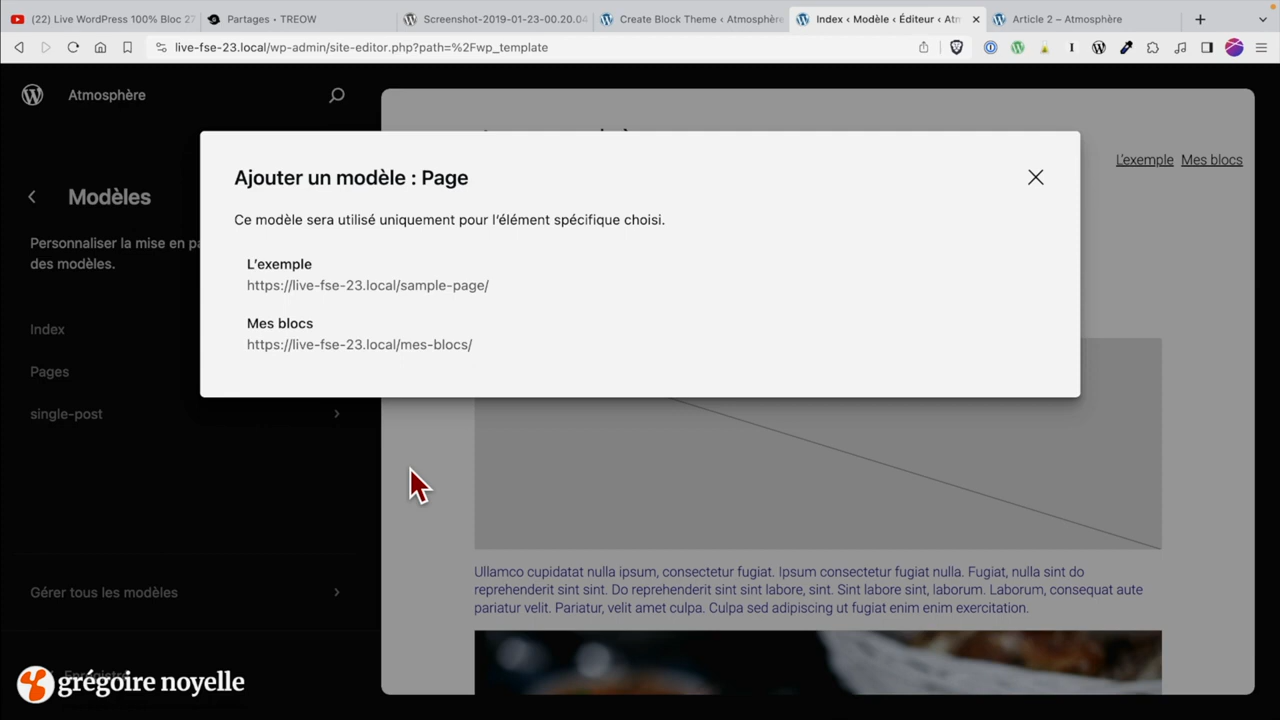 (22) Live WordPress 100% Bloc 27
Partages • TREOW
Screenshot-2019-01-23-00.20.04
Create Block Theme ‹ Atmosphère
Index ‹ Modèle ‹ Éditeur ‹ Atm
Article 2 – Atmosphère
live-fse-23.local/wp-admin/site-editor.php?path=%2Fwp_template
Atmosphère
L'exemple Mes blocs
Modèles
Personnaliser la mise en pa
des modèles.
Index
Pages
single-post
Gérer tous les modèles
Ajouter un modèle : Page
Ce modèle sera utilisé uniquement pour l'élément spécifique choisi.
L'exemple
https://live-fse-23.local/sample-page/
Mes blocs
https://live-fse-23.local/mes-blocs/
Ullamco cupidatat nulla ipsum, consectetur fugiat. Ipsum consectetur fugiat nulla. Fugiat, nulla sint do
reprehenderit sint sint. Do reprehenderit sint sint labore, sint. Sint labore sint, laborum. Laborum, consequat aute
pariatur velit. Pariatur, velit amet culpa. Culpa sed adipiscing ut fugiat enim enim exercitation.
grégoire noyelle